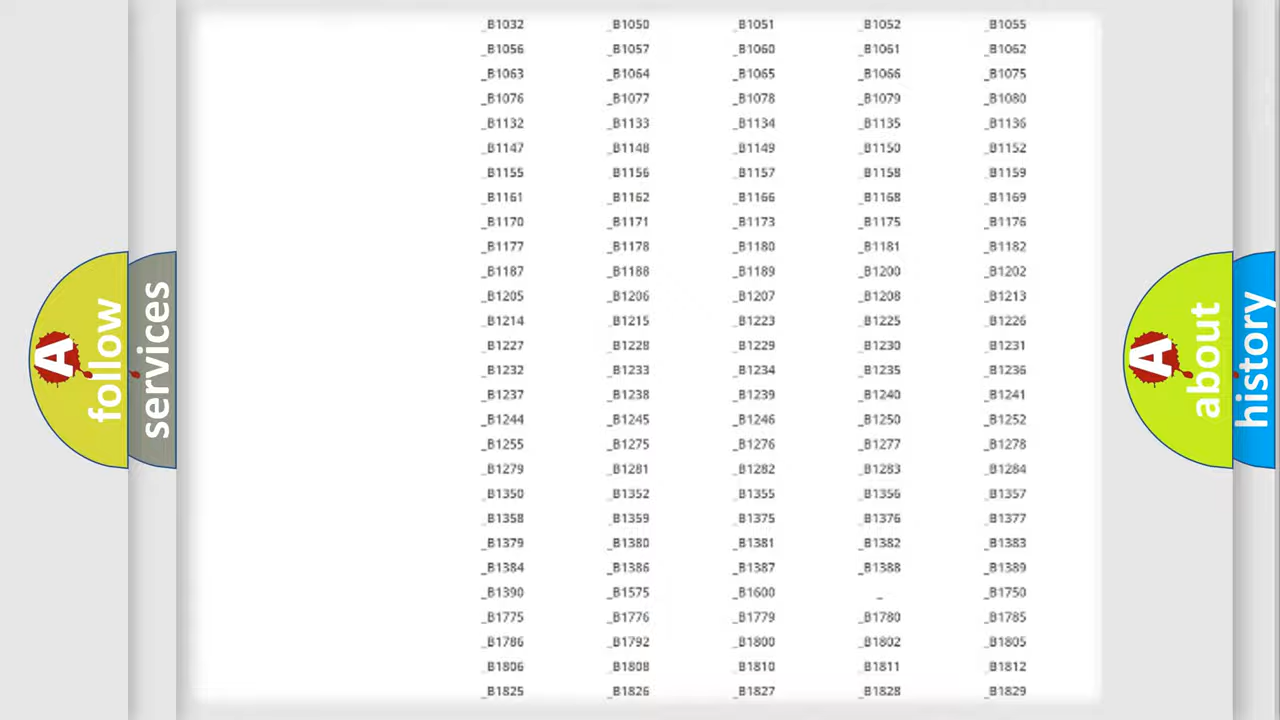 _B1032 _B1050 _B1051 _B1052 _B1055
_B1056 _B1057 _B1060 _B1061 _B1062
_B1063 _B1064 _B1065 _B1066 _B1075
_B1076 _B1077 _B1078 _B1079 _B1080
_B1132 _B1133 _B1134 _B1135 _B1136
_B1147 _B1148 _B1149 _B1150 _B1152
_B1155 _B1156 _B1157 _B1158 _B1159
_B1161 _B1162 _B1166 _B1168 _B1169
_B1170 _B1171 _B1173 _B1175 _B1176
_B1177 _B1178 _B1180 _B1181 _B1182
_B1187 _B1188 _B1189 _B1200 _B1202
_B1205 _B1206 _B1207 _B1208 _B1213
_B1214 _B1215 _B1223 _B1225 _B1226
_B1227 _B1228 _B1229 _B1230 _B1231
_B1232 _B1233 _B1234 _B1235 _B1236
_B1237 _B1238 _B1239 _B1240 _B1241
_B1244 _B1245 _B1246 _B1250 _B1252
_B1255 _B1275 _B1276 _B1277 _B1278
_B1279 _B1281 _B1282 _B1283 _B1284
_B1350 _B1352 _B1355 _B1356 _B1357
_B1358 _B1359 _B1375 _B1376 _B1377
_B1379 _B1380 _B1381 _B1382 _B1383
_B1384 _B1386 _B1387 _B1388 _B1389
_B1390 _B1575 _B1600 _ _B1750
_B1775 _B1776 _B1779 _B1780 _B1785
_B1786 _B1792 _B1800 _B1802 _B1805
_B1806 _B1808 _B1810 _B1811 _B1812
_B1825 _B1826 _B1827 _B1828 _B1829
A
follow
services
A
about
history